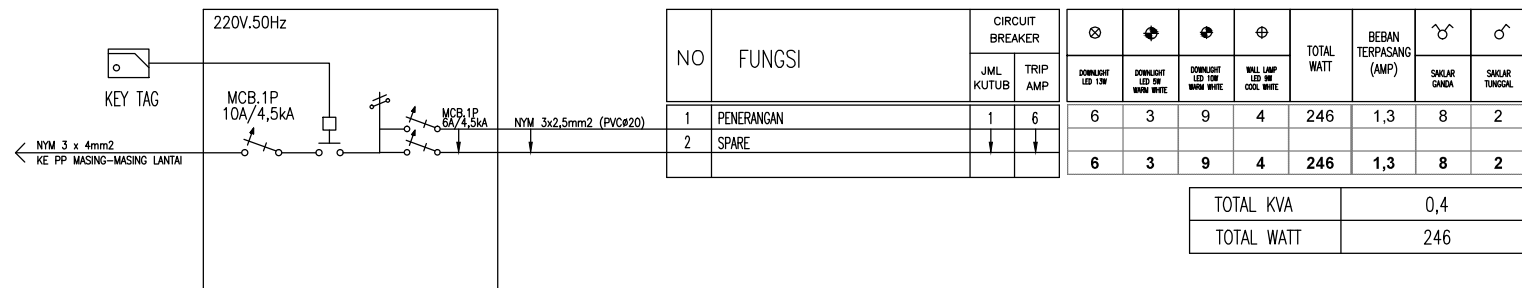 220V.50Hz
KEY TAG
MCB.1P
10A/4,5kA
MCB.1P
6A/4,5kA
NYM 3x2,5mm2 (PVCø20)
NYM 3 x 4mm2
KE PP MASING-MASING LANTAI
NO FUNGSI CIRCUIT BREAKER
JML KUTUB TRIP AMP
DOWNLIGHT LED 13W
DOWNLIGHT LED 5W WARM WHITE
DOWNLIGHT LED 10W WARM WHITE
WALL LAMP LED 9W COOL WHITE
TOTAL WATT
BEBAN TERPASANG (AMP)
SAKLAR GANDA
SAKLAR TUNGGAL
1 PENERANGAN 1 6 6 3 9 4 246 1,3 8 2
2 SPARE
6 3 9 4 246 1,3 8 2
TOTAL KVA 0,4
TOTAL WATT 246